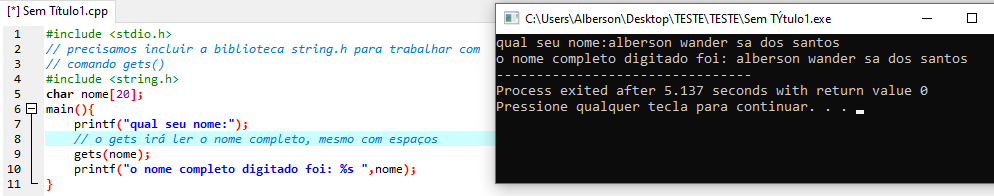 [*] Sem Título1.cpp
1 #include <stdio.h>
2 // precisamos incluir a biblioteca string.h para trabalhar com
3 // comando gets()
4 #include <string.h>
5 char nome[20];
6 main(){
7 printf("qual seu nome:");
8 // o gets irá ler o nome completo, mesmo com espaços
9 gets(nome);
10 printf("o nome completo digitado foi: %s ",nome);
11 }
C:\Users\Alberson\Desktop\TESTE\TESTE\Sem TÝtulo1.exe
qual seu nome:alberson wander sa dos santos
o nome completo digitado foi: alberson wander sa dos santos
--------------------------------
Process exited after 5.137 seconds with return value 0
Pressione qualquer tecla para continuar. . .